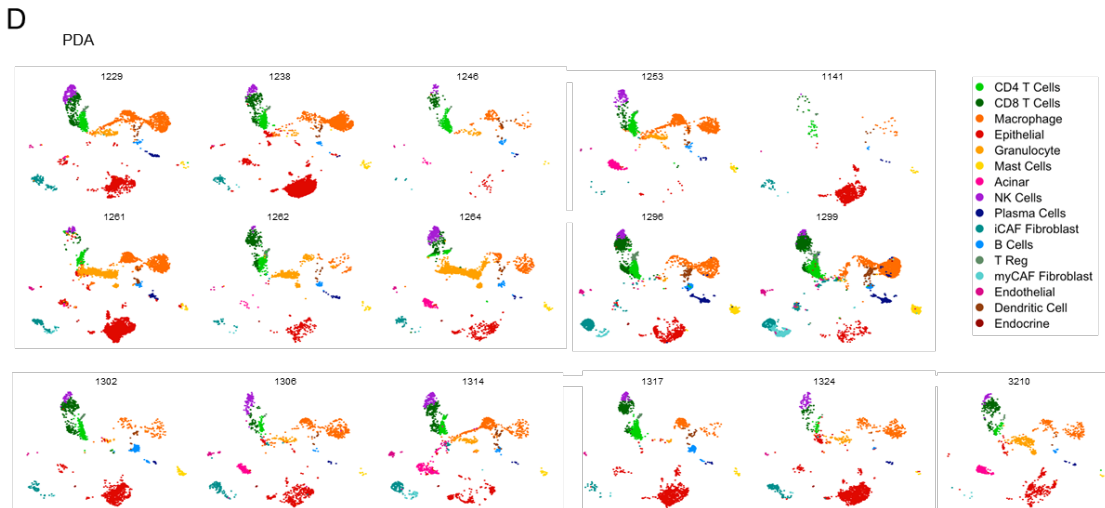 D
PDA
1229 1238 1246 1253 1141
1261 1262 1264 1296 1299
1302 1306 1314 1317 1324 3210
CD4 T Cells
CD8 T Cells
Macrophage
Epithelial
Granulocyte
Mast Cells
Acinar
NK Cells
Plasma Cells
iCAF Fibroblast
B Cells
T Reg
myCAF Fibroblast
Endothelial
Dendritic Cell
Endocrine